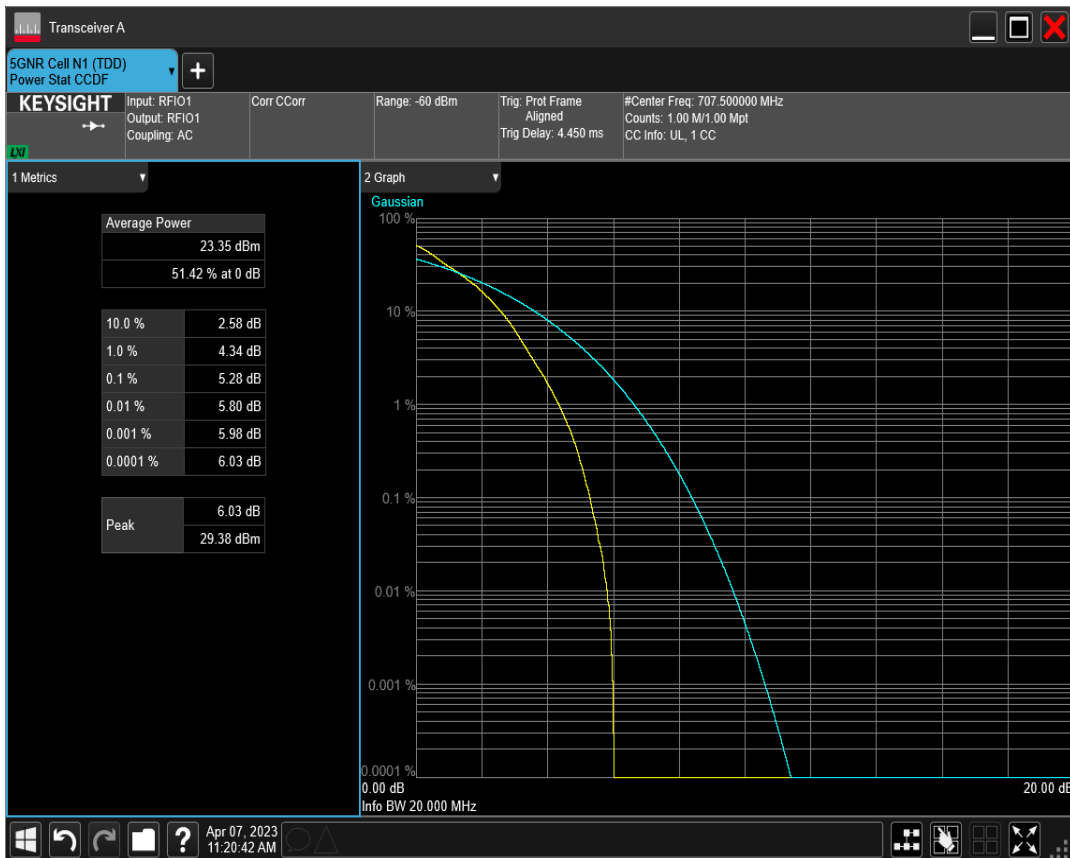 Transceiver A
5GNR Cell N1 (TDD)
Power Stat CCDF
+
KEYSIGHT
LXI
Input: RFIO1
Output: RFIO1
Coupling: AC
Corr CCorr
Range: -60 dBm
Trig: Prot Frame
Aligned
Trig Delay: 4.450 ms
#Center Freq: 707.500000 MHz
Counts: 1.00 M/1.00 Mpt
CC Info: UL, 1 CC
1 Metrics
Average Power
23.35 dBm
51.42 % at 0 dB
10.0 % 2.58 dB
1.0 % 4.34 dB
0.1 % 5.28 dB
0.01 % 5.80 dB
0.001 % 5.98 dB
0.0001 % 6.03 dB
Peak
6.03 dB
29.38 dBm
2 Graph
Gaussian
100 %
10 %
1 %
0.1 %
0.01 %
0.001 %
0.0001 %
0.00 dB 20.00 dB
Info BW 20.000 MHz
?
Apr 07, 2023
11:20:42 AM